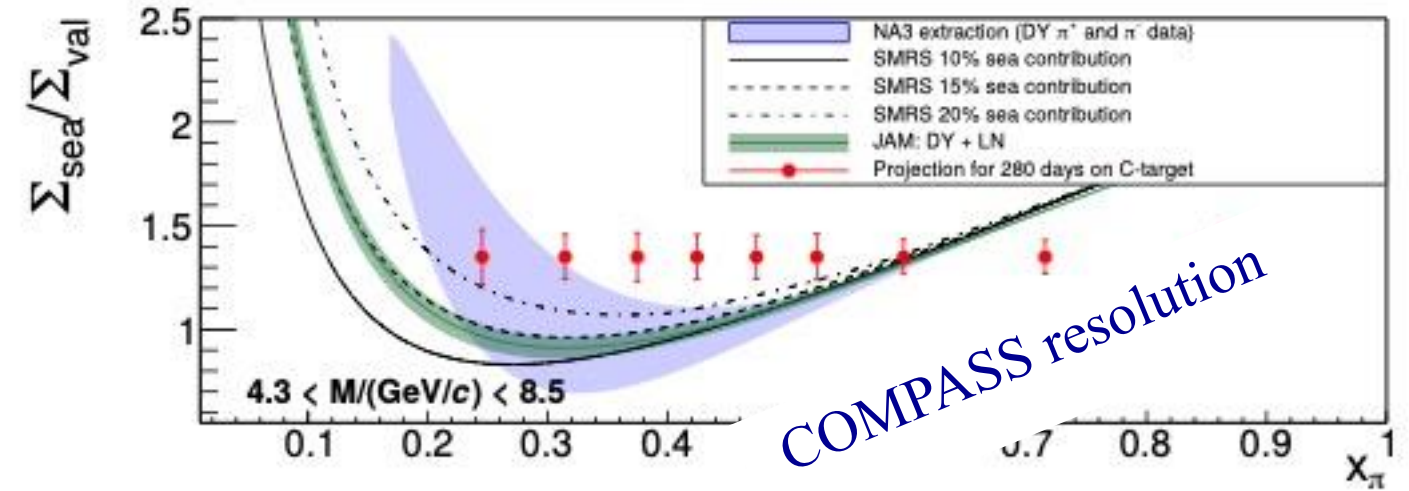 Σsea/Σval
2.5
2
1.5
1
NA3 extraction (DY π⁺ and π⁻ data)
SMRS 10% sea contribution
SMRS 15% sea contribution
SMRS 20% sea contribution
JAM: DY + LN
Projection for 280 days on C-target
4.3 < M/(GeV/c) < 8.5
COMPASS resolution
0.1 0.2 0.3 0.4 0.7 0.8 0.9 1
xπ